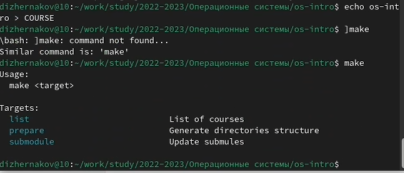 dizhernakov@10:~/work/study/2022-2023/Операционные системы/os-intro$ echo os-int
ro > COURSE
dizhernakov@10:~/work/study/2022-2023/Операционные системы/os-intro$ ]make
\bash: ]make: command not found...
Similar command is: 'make'
dizhernakov@10:~/work/study/2022-2023/Операционные системы/os-intro$ make
Usage:
make <target>
Targets:
list List of courses
prepare Generate directories structure
submodule Update submules
dizhernakov@10:~/work/study/2022-2023/Операционные системы/os-intro$